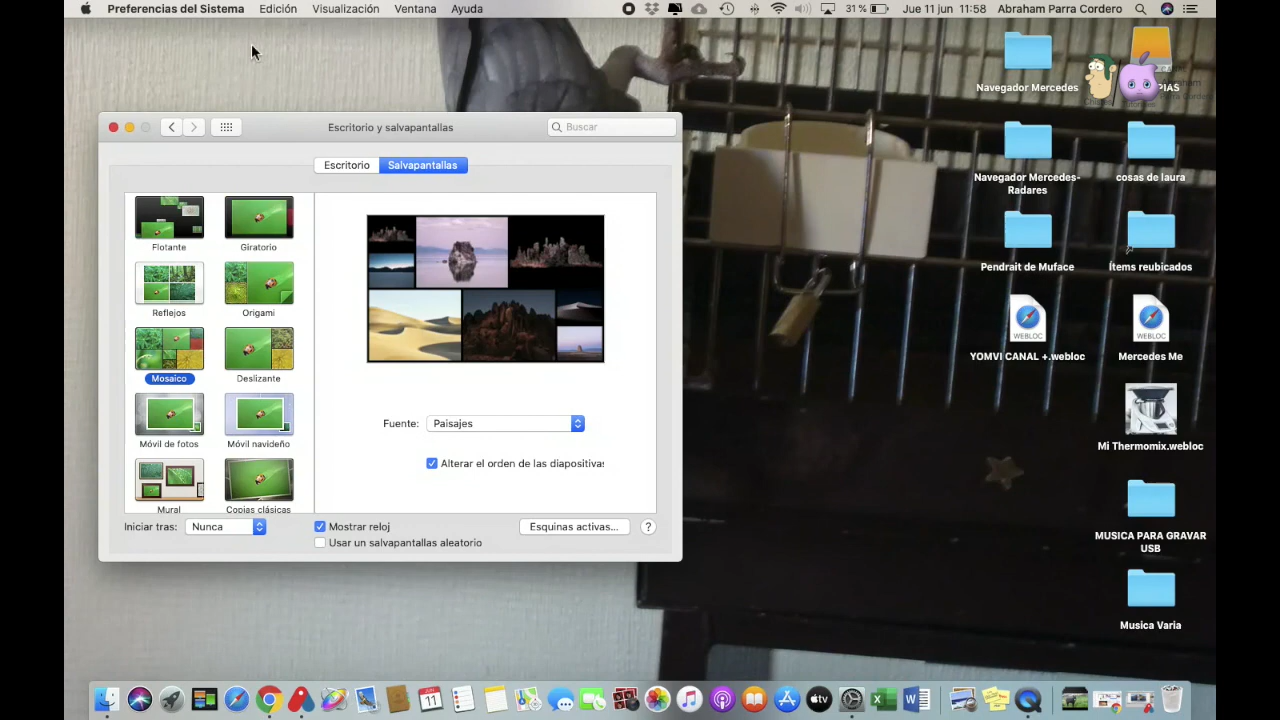 Preferencias del Sistema Edición Visualización Ventana Ayuda 31 % Jue 11 jun 11:58 Abraham Parra Cordero
Navegador Mercedes
Navegador Mercedes-
Radares
cosas de laura
Pendrait de Muface
Ítems reubicados
WEBLOC
YOMVI CANAL +.webloc
WEBLOC
Mercedes Me
Mi Thermomix.webloc
MUSICA PARA GRAVAR
USB
Musica Varia
Escritorio y salvapantallas
Buscar
Escritorio Salvapantallas
Flotante Giratorio
Reflejos Origami
Mosaico Deslizante
Móvil de fotos Móvil navideño
Mural Copias clásicas
Fuente: Paisajes
Alterar el orden de las diapositivas
Iniciar tras: Nunca
Mostrar reloj
Usar un salvapantallas aleatorio
Esquinas activas... ?